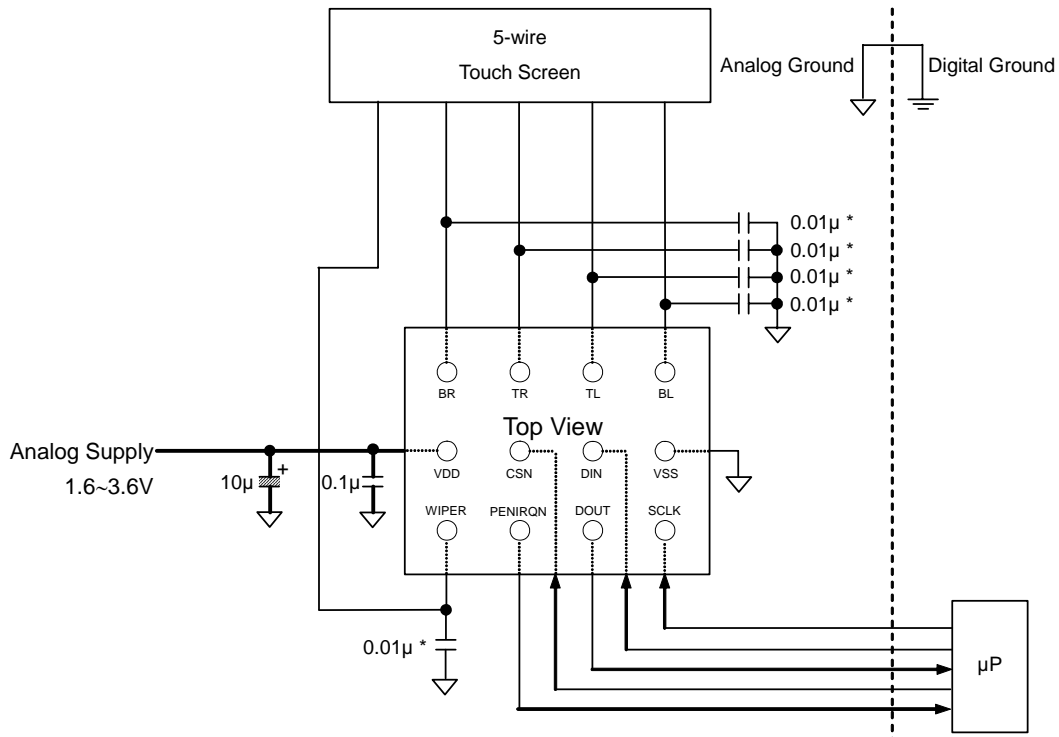 5-wire
Touch Screen
Analog Ground
Digital Ground
0.01µ *
0.01µ *
0.01µ *
0.01µ *
BR
TR
TL
BL
Top View
Analog Supply
1.6~3.6V
10µ
+
0.1µ
VDD
CSN
DIN
VSS
WIPER
PENIRQN
DOUT
SCLK
0.01µ *
µP